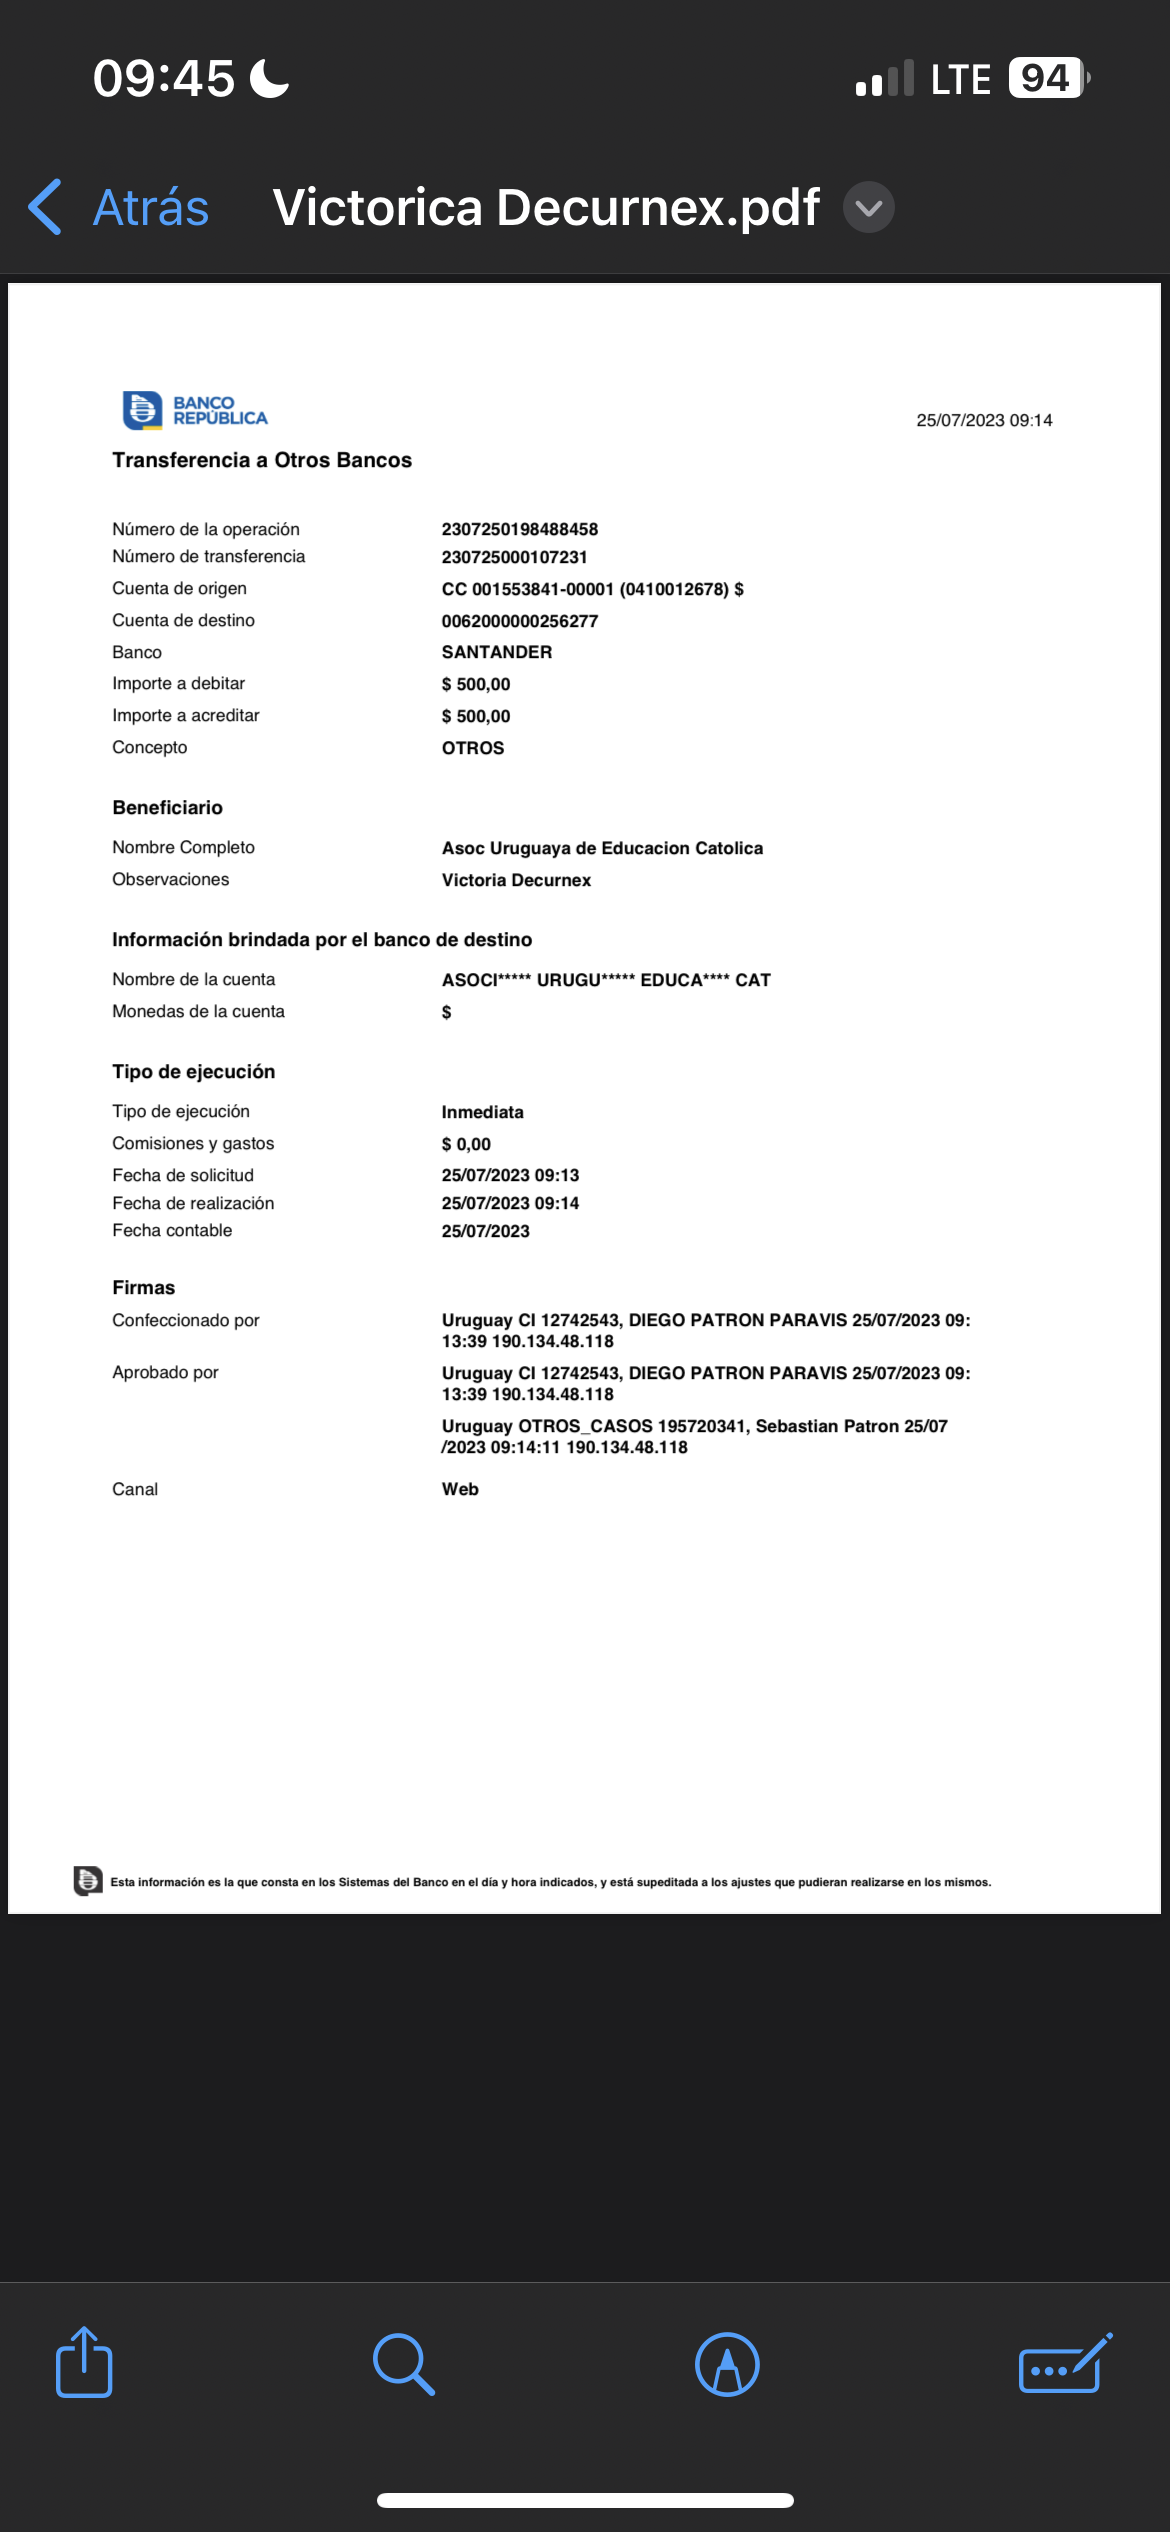 09:45
LTE 94
Atrás Victorica Decurnex.pdf
BANCO
REPÚBLICA
25/07/2023 09:14
Transferencia a Otros Bancos
Número de la operación 2307250198488458
Número de transferencia 230725000107231
Cuenta de origen CC 001553841-00001 (0410012678) $
Cuenta de destino 0062000000256277
Banco SANTANDER
Importe a debitar $ 500,00
Importe a acreditar $ 500,00
Concepto OTROS
Beneficiario
Nombre Completo Asoc Uruguaya de Educacion Catolica
Observaciones Victoria Decurnex
Información brindada por el banco de destino
Nombre de la cuenta ASOCI***** URUGU***** EDUCA**** CAT
Monedas de la cuenta $
Tipo de ejecución
Tipo de ejecución Inmediata
Comisiones y gastos $ 0,00
Fecha de solicitud 25/07/2023 09:13
Fecha de realización 25/07/2023 09:14
Fecha contable 25/07/2023
Firmas
Confeccionado por Uruguay CI 12742543, DIEGO PATRON PARAVIS 25/07/2023 09:
13:39 190.134.48.118
Aprobado por Uruguay CI 12742543, DIEGO PATRON PARAVIS 25/07/2023 09:
13:39 190.134.48.118
Uruguay OTROS_CASOS 195720341, Sebastian Patron 25/07
/2023 09:14:11 190.134.48.118
Canal Web
Esta información es la que consta en los Sistemas del Banco en el día y hora indicados, y está supeditada a los ajustes que pudieran realizarse en los mismos.